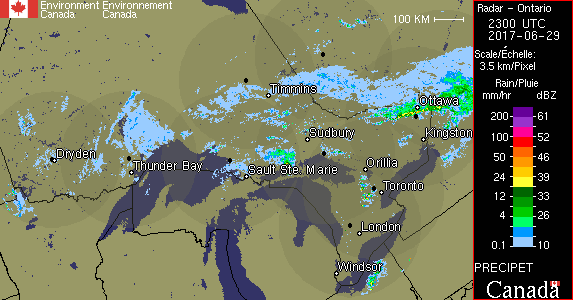 Environment Environnement
Canada Canada
100 KM
Radar - Ontario
2300 UTC
2017-06-29
Scale/Échelle:
3.5 km/Pixel
Rain/Pluie
mm/hr dBZ
200 61
100 52
50 46
24 39
12 33
4 26
0.1 10
PRECIPET
Canada
Timmins
Ottawa
Sudbury
Kingston
Dryden
Thunder Bay
Sault Ste. Marie
Orillia
Toronto
London
Windsor